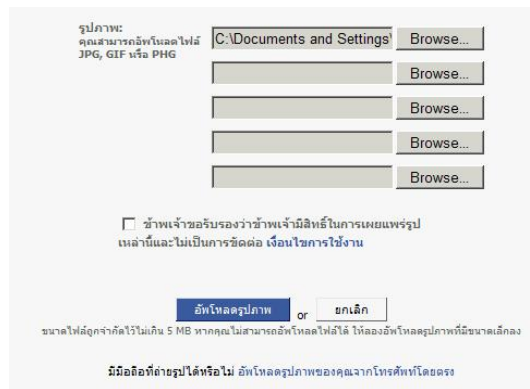 รูปภาพ:
คุณสามารถอัพโหลดไฟล์
JPG, GIF หรือ PHG
C:\Documents and Settings\ Browse...
Browse...
Browse...
Browse...
Browse...
ข้าพเจ้าขอรับรองว่าข้าพเจ้ามีสิทธิ์ในการเผยแพร่รูป
เหล่านี้และไม่เป็นการขัดต่อ เงื่อนไขการใช้งาน
อัพโหลดรูปภาพ or ยกเลิก
ขนาดไฟล์ถูกจำกัดไว้ไม่เกิน 5 MB หากคุณไม่สามารถอัพโหลดไฟล์ได้ ให้ลองอัพโหลดรูปภาพที่มีขนาดเล็กลง
มีมือถือที่ถ่ายรูปได้หรือไม่ อัพโหลดรูปภาพของคุณจากโทรศัพท์โดยตรง